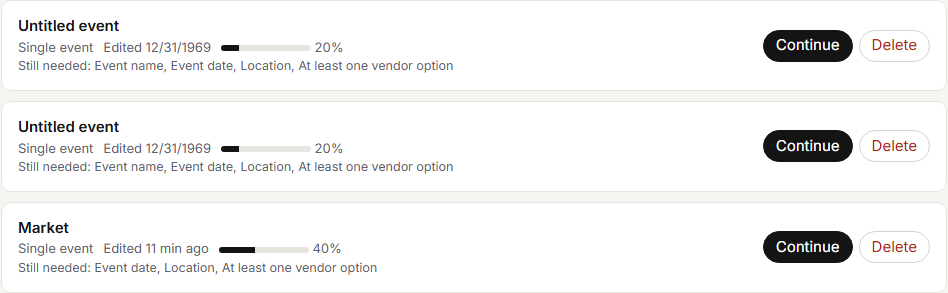 Untitled event
Single event Edited 12/31/1969 20%
Still needed: Event name, Event date, Location, At least one vendor option
Continue
Delete
Untitled event
Single event Edited 12/31/1969 20%
Still needed: Event name, Event date, Location, At least one vendor option
Continue
Delete
Market
Single event Edited 11 min ago 40%
Still needed: Event date, Location, At least one vendor option
Continue
Delete